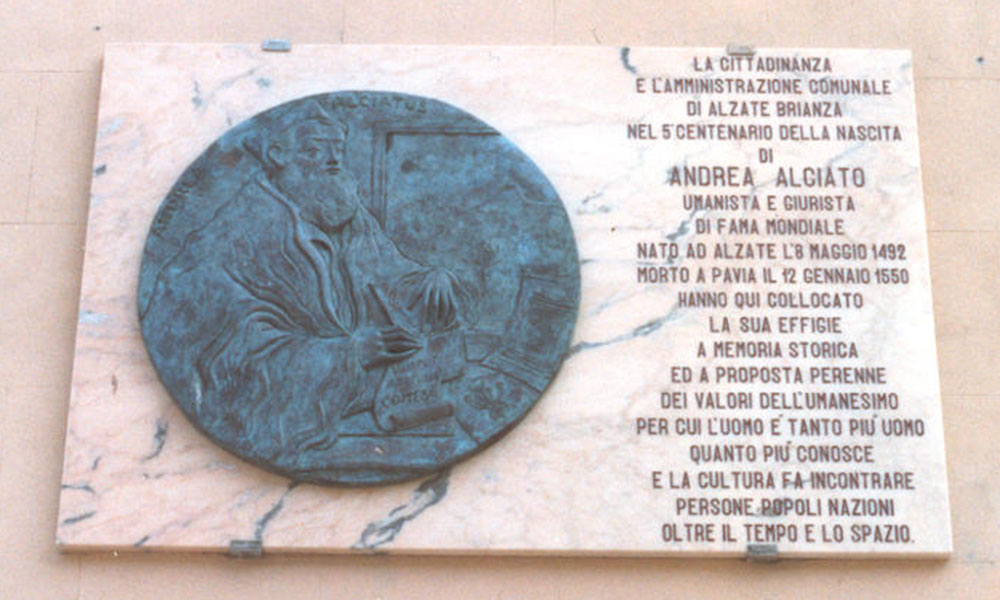 ALCIATUS
LA CITTADINANZA
E L'AMMINISTRAZIONE COMUNALE
DI ALZATE BRIANZA
NEL 5° CENTENARIO DELLA NASCITA
DI
ANDREA ALCIATO
UMANISTA E GIURISTA
DI FAMA MONDIALE
NATO AD ALZATE L'8 MAGGIO 1492
MORTO A PAVIA IL 12 GENNAIO 1550
HANNO QUI COLLOCATO
LA SUA EFFIGIE
A MEMORIA STORICA
ED A PROPOSTA PERENNE
DEI VALORI DELL'UMANESIMO
PER CUI L'UOMO E' TANTO PIU' UOMO
QUANTO PIU' CONOSCE
E LA CULTURA FA INCONTRARE
PERSONE POPOLI NAZIONI
OLTRE IL TEMPO E LO SPAZIO.